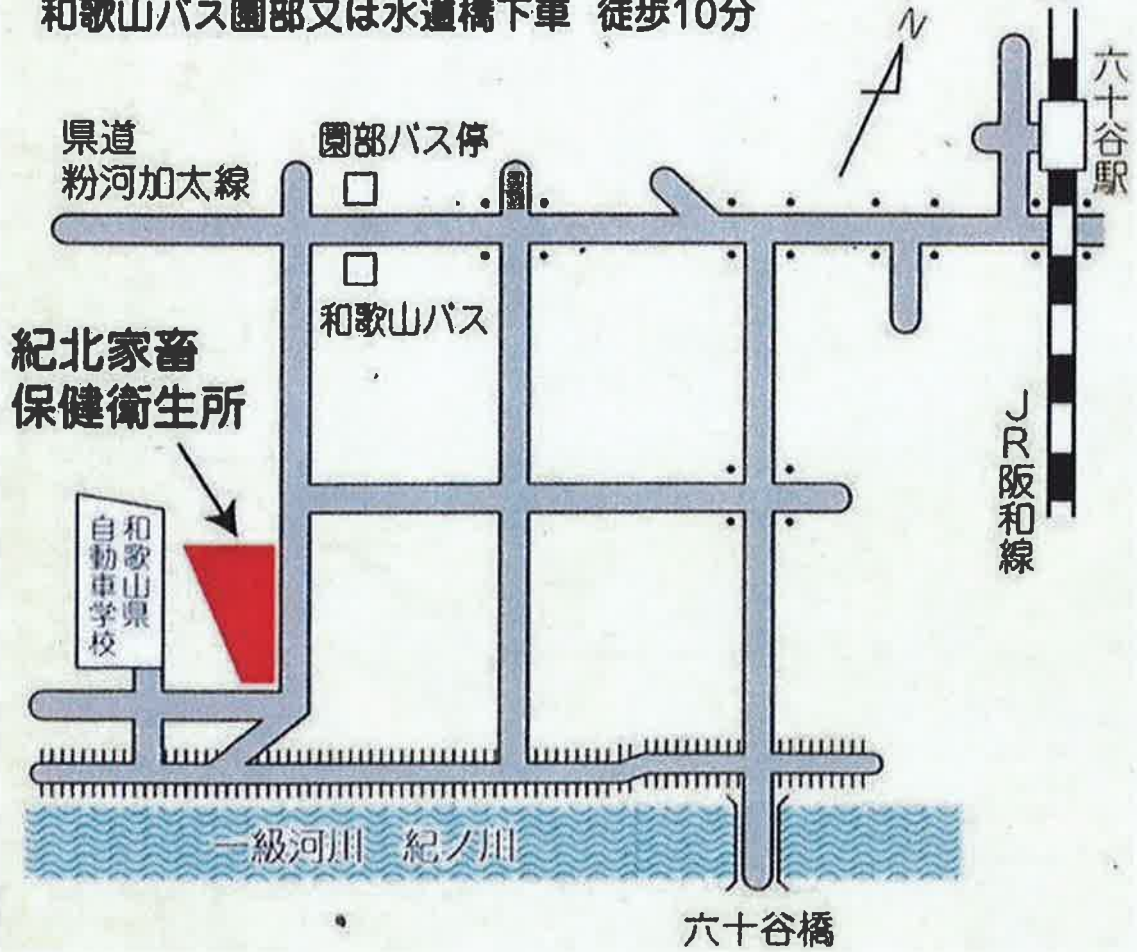 和歌山バス園部又は水道橋下車 徒歩10分
N
六十谷駅
県道
粉河加太線
園部バス停
和歌山バス
紀北家畜
保健衛生所
JR阪和線
和歌山県
自動車学校
一級河川 紀ノ川
六十谷橋